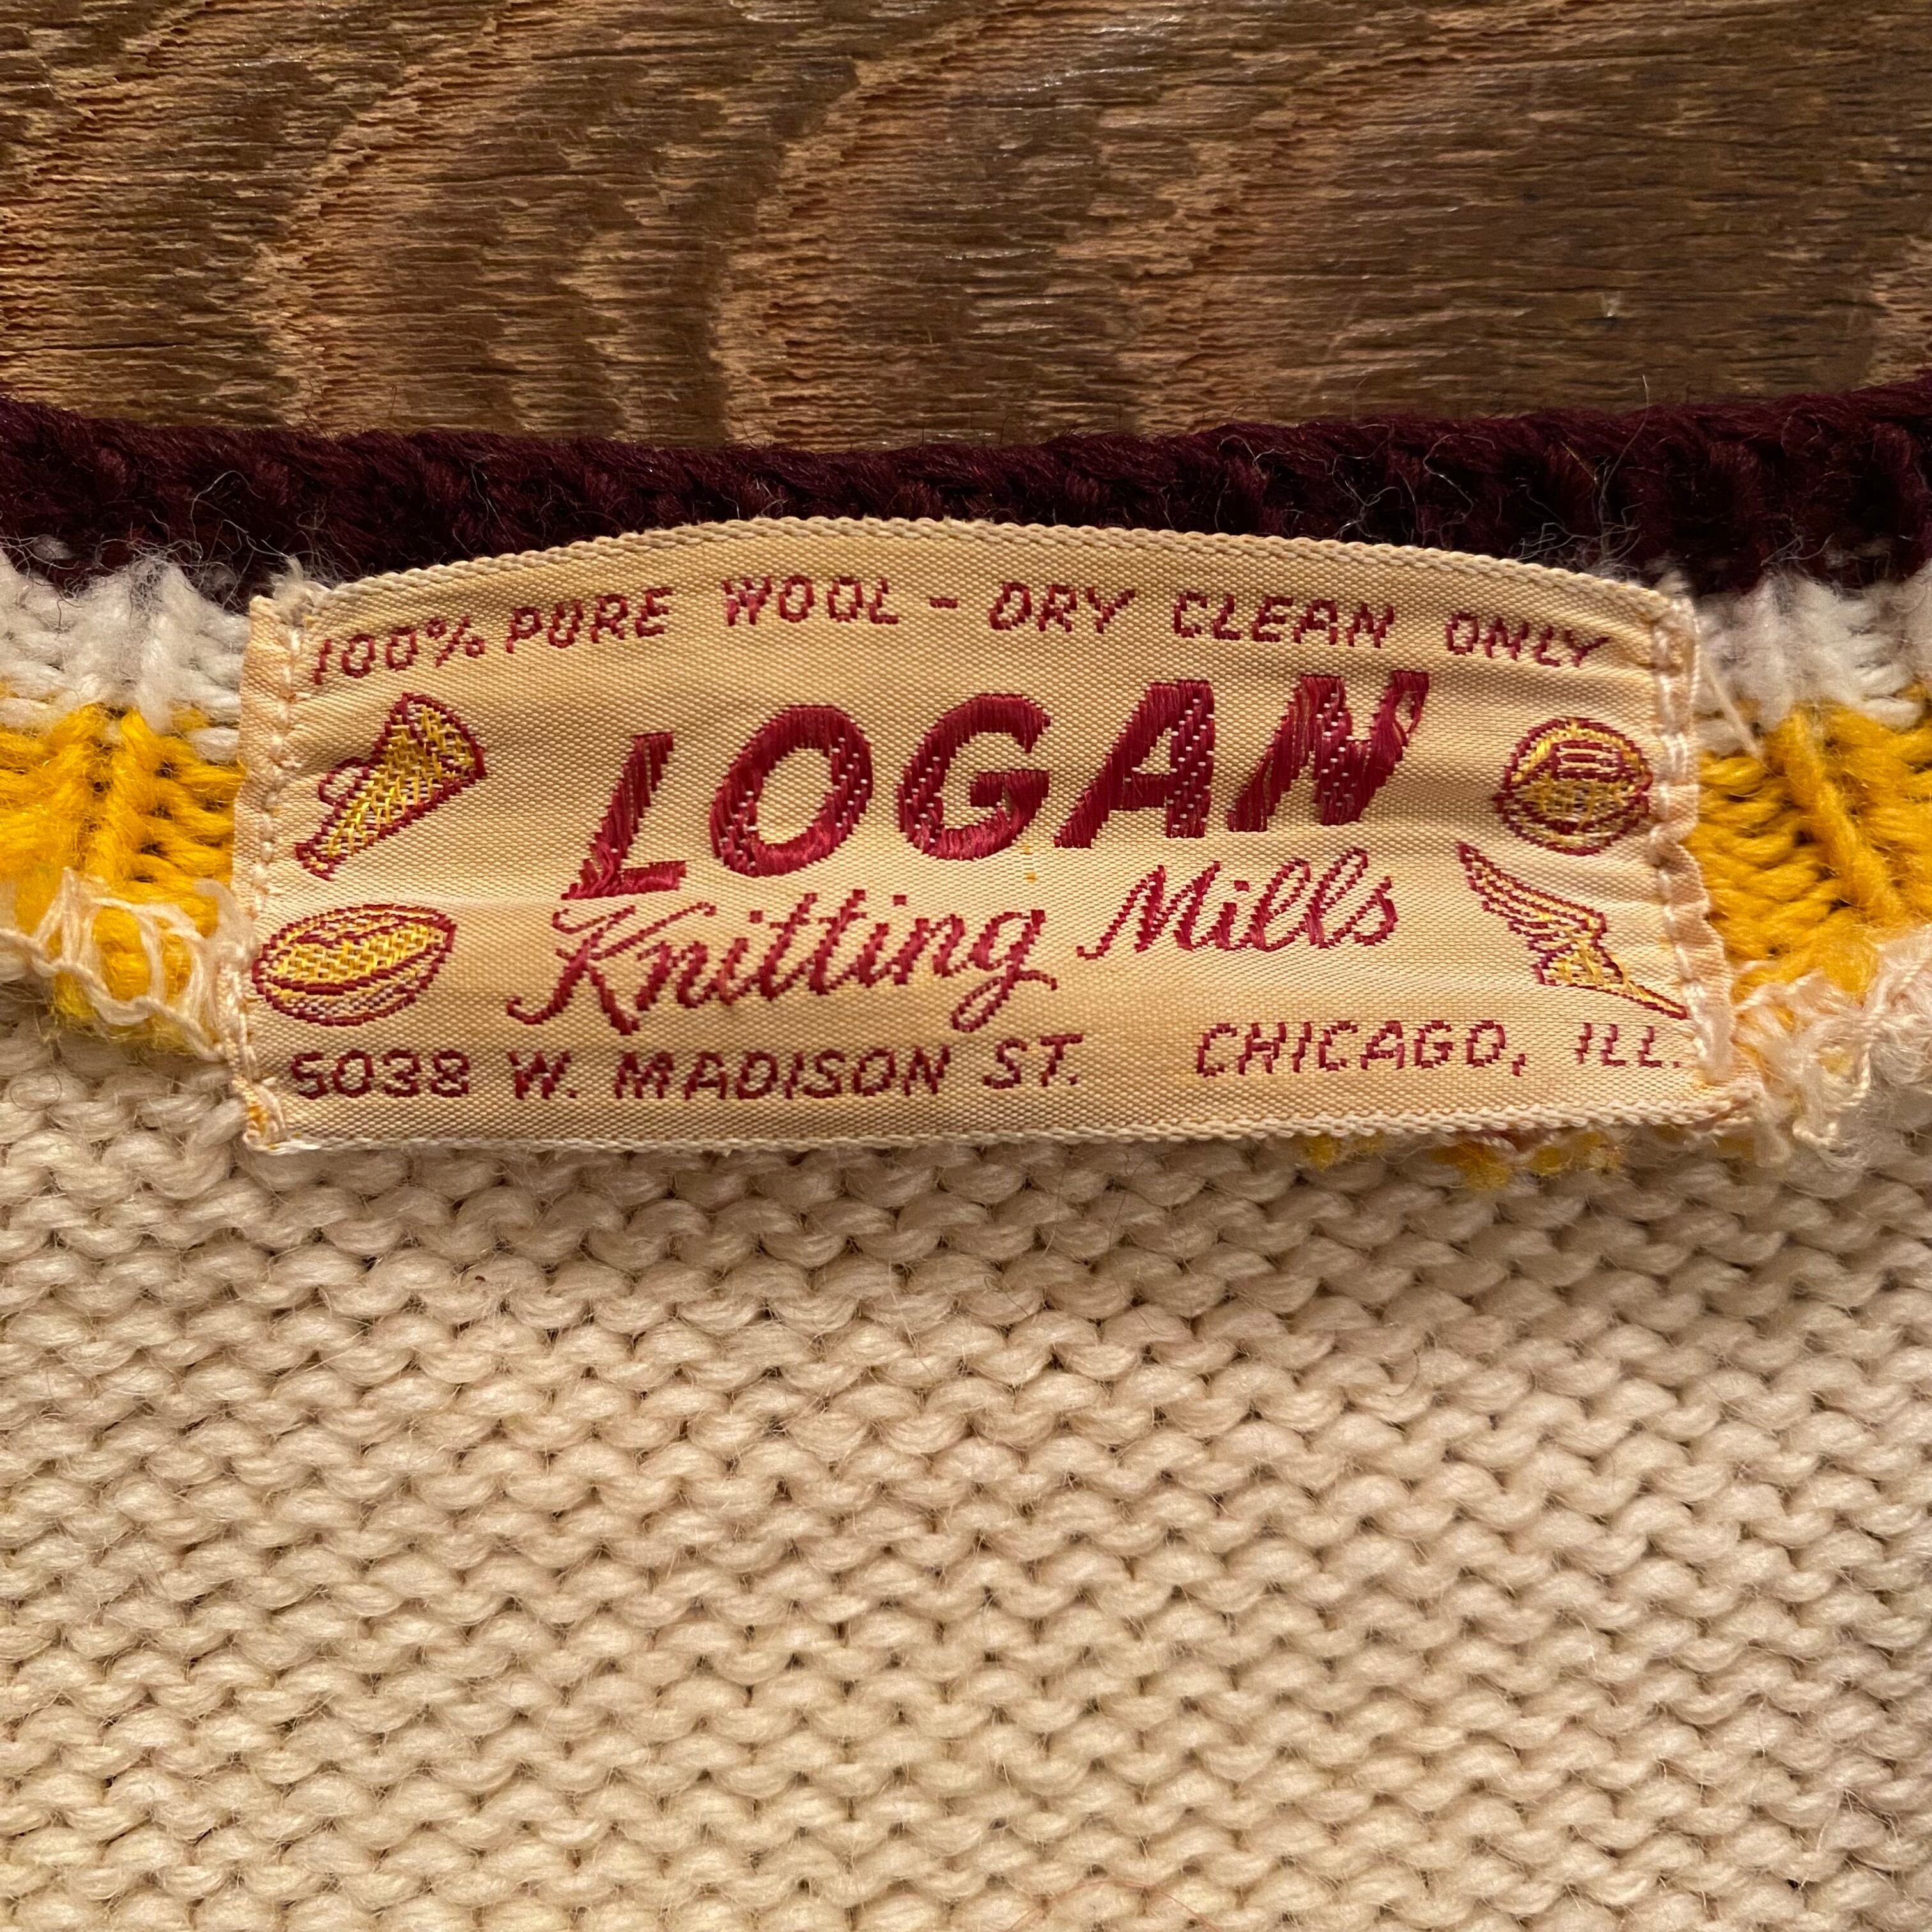 100% PURE WOOL - DRY CLEAN ONLY
LOGAN
Knitting Mills
5038 W. MADISON ST. CHICAGO, ILL.